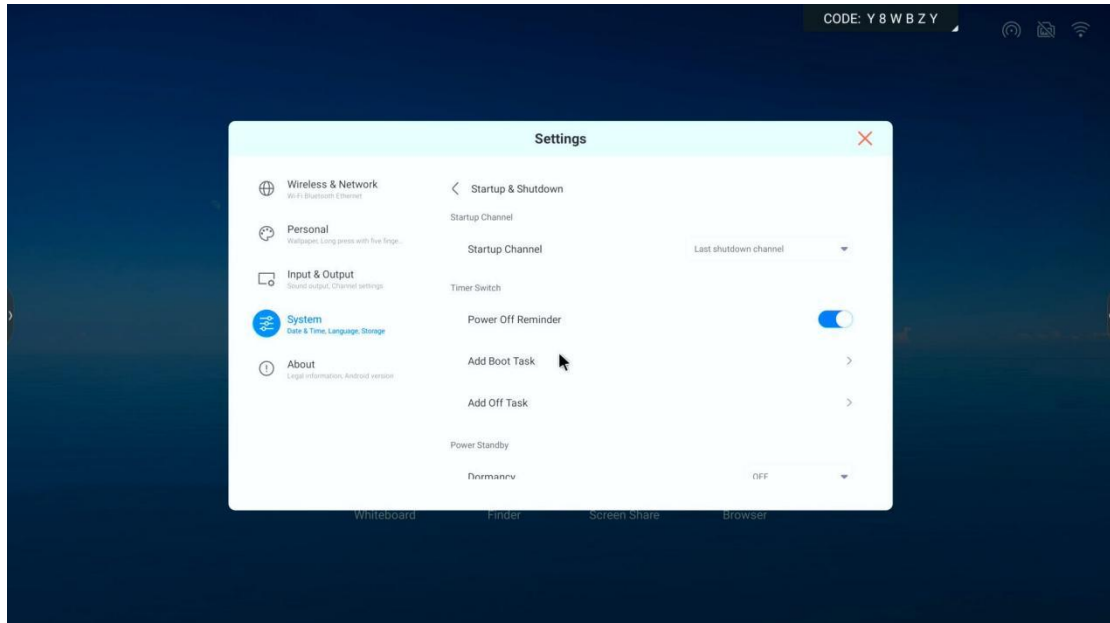 CODE: Y 8 W B Z Y
Settings
Wireless & Network
Wi-Fi Bluetooth Ethernet
Personal
Wallpaper, Long press with five finge...
Input & Output
Sound output, Channel settings
System
Date & Time, Language, Storage
About
Legal information, Android version
Startup & Shutdown
Startup Channel
Startup Channel
Last shutdown channel
Timer Switch
Power Off Reminder
Add Boot Task
Add Off Task
Power Standby
Dormancy
OFF
Whiteboard
Finder
Screen Share
Browser